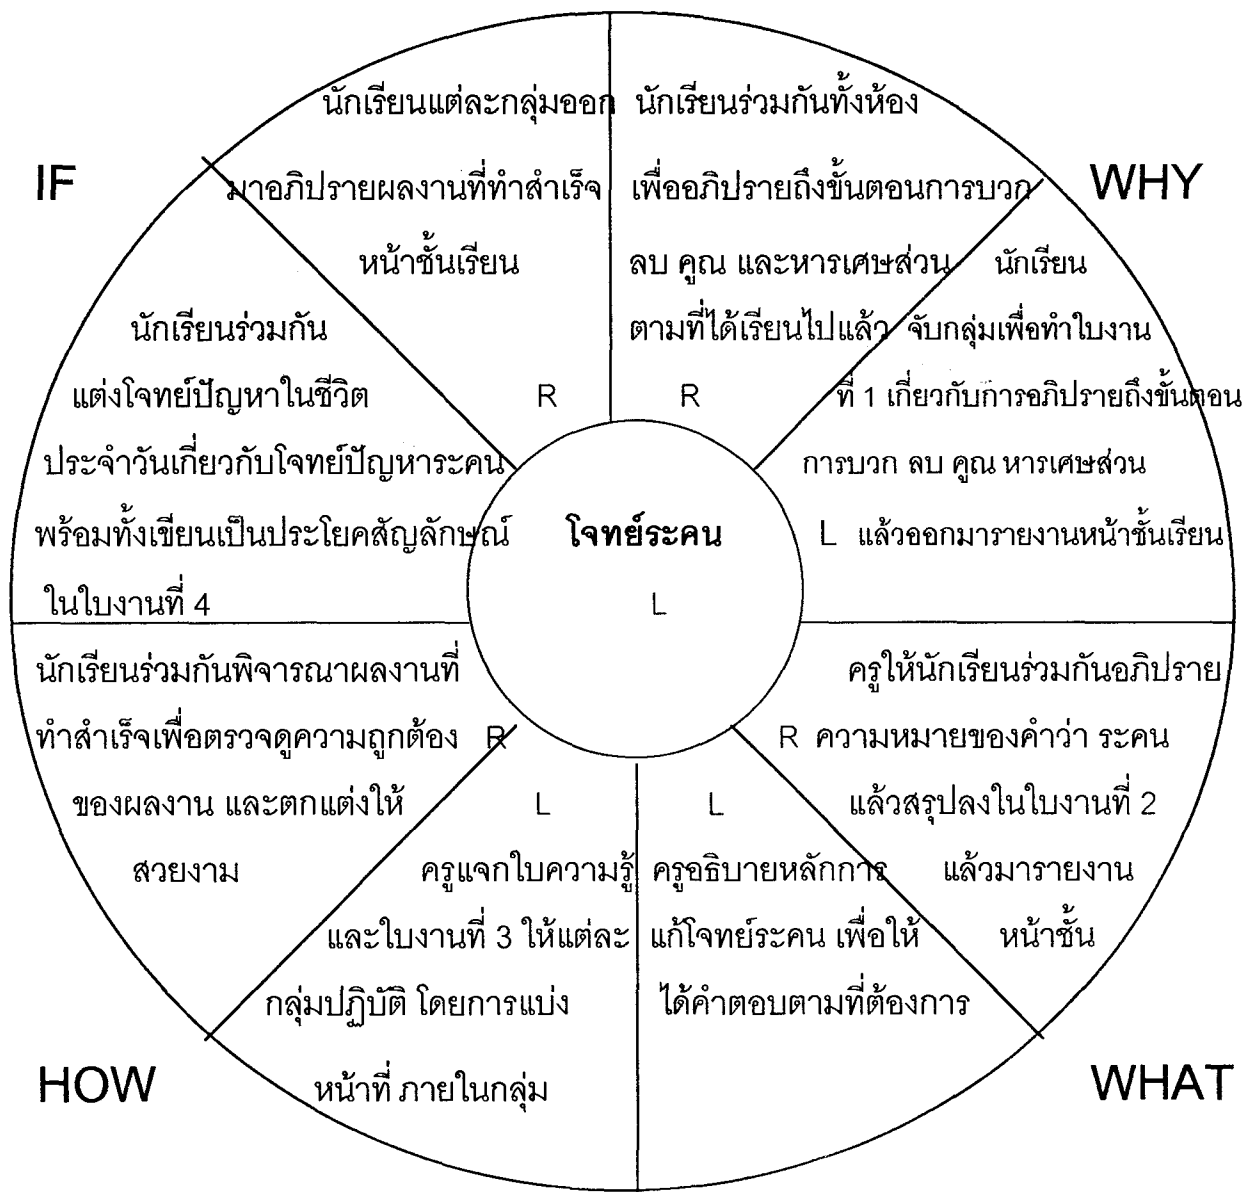 IF
นักเรียนแต่ละกลุ่มออก
มาอภิปรายผลงานที่ทำสำเร็จ
หน้าชั้นเรียน
R
นักเรียนร่วมกันทั้งห้อง
เพื่ออภิปรายถึงขั้นตอนการบวก
ลบ คูณ และหารเศษส่วน
ตามที่ได้เรียนไปแล้ว
R
WHY
นักเรียน
จับกลุ่มเพื่อทำใบงาน
ที่ 1 เกี่ยวกับการอภิปรายถึงขั้นตอน
การบวก ลบ คูณ หารเศษส่วน
L แล้วออกมารายงานหน้าชั้นเรียน
นักเรียนร่วมกัน
แต่งโจทย์ปัญหาในชีวิต
ประจำวันเกี่ยวกับโจทย์ปัญหาระคน
พร้อมทั้งเขียนเป็นประโยคสัญลักษณ์
ในใบงานที่ 4
โจทย์ระคน
L
นักเรียนร่วมกันพิจารณาผลงานที่
ทำสำเร็จเพื่อตรวจดูความถูกต้อง R
ของผลงาน และตกแต่งให้
สวยงาม
L
ครูแจกใบความรู้
และใบงานที่ 3 ให้แต่ละ
กลุ่มปฏิบัติ โดยการแบ่ง
หน้าที่ ภายในกลุ่ม
HOW
L
ครูอธิบายหลักการ
แก้โจทย์ระคน เพื่อให้
ได้คำตอบตามที่ต้องการ
ครูให้นักเรียนร่วมกันอภิปราย
R ความหมายของคำว่า ระคน
แล้วสรุปลงในใบงานที่ 2
แล้วมารายงาน
หน้าชั้น
WHAT